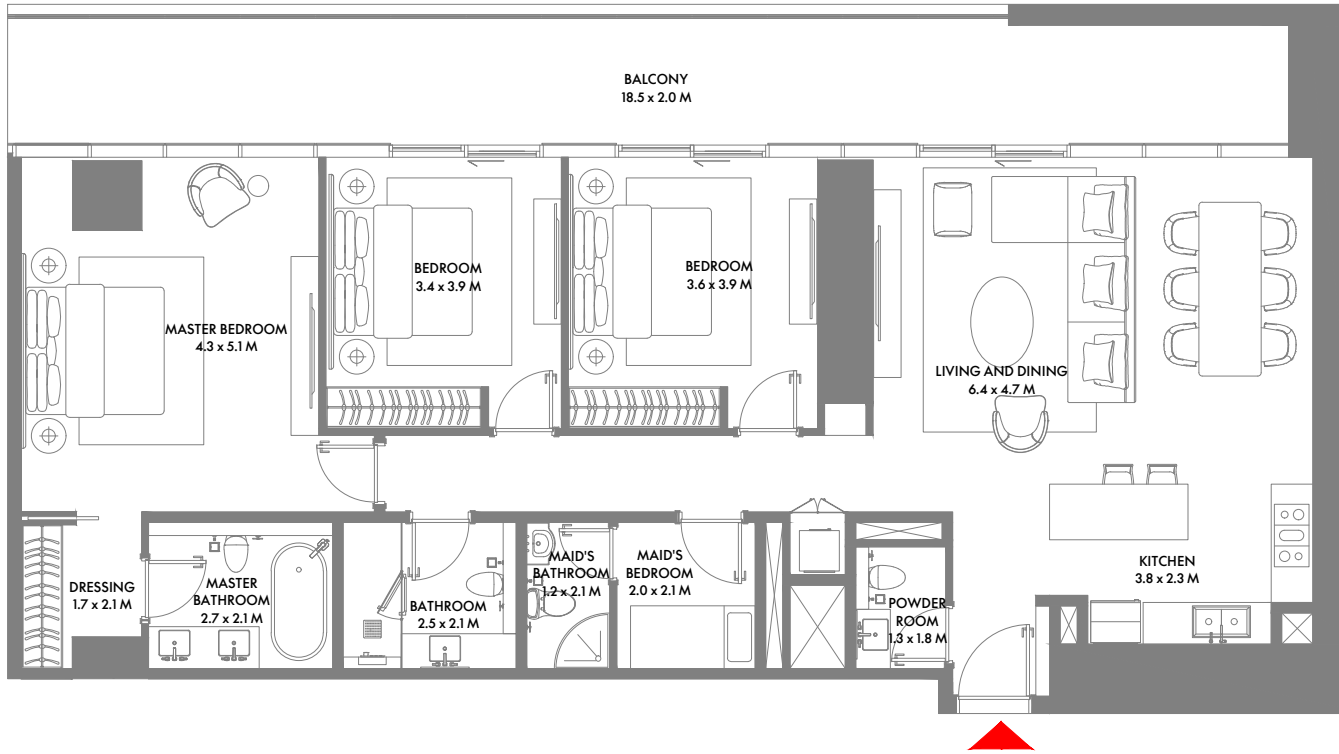 BALCONY
18.5 x 2.0 M
BEDROOM
3.4 x 3.9 M
BEDROOM
3.6 x 3.9 M
MASTER BEDROOM
4.3 x 5.1 M
LIVING AND DINING
6.4 x 4.7 M
DRESSING
1.7 x 2.1 M
MASTER
BATHROOM
2.7 x 2.1 M
BATHROOM
2.5 x 2.1 M
MAID'S
BATHROOM
1.2 x 2.1 M
MAID'S
BEDROOM
2.0 x 2.1 M
POWDER
ROOM
1.3 x 1.8 M
KITCHEN
3.8 x 2.3 M